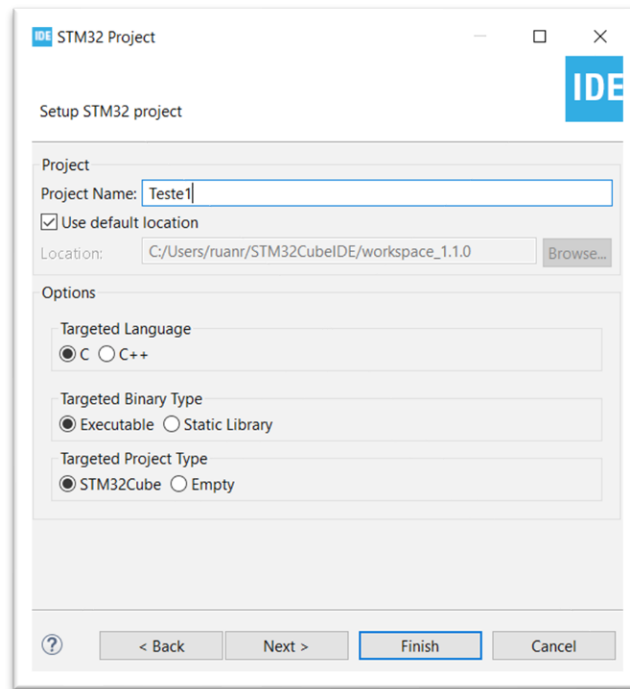 IDE STM32 Project
IDE
Setup STM32 project
Project
Project Name: Teste1
Use default location
Location: C:/Users/ruanr/STM32CubeIDE/workspace_1.1.0 Browse...
Options
Targeted Language
C C++
Targeted Binary Type
Executable Static Library
Targeted Project Type
STM32Cube Empty
? < Back Next > Finish Cancel